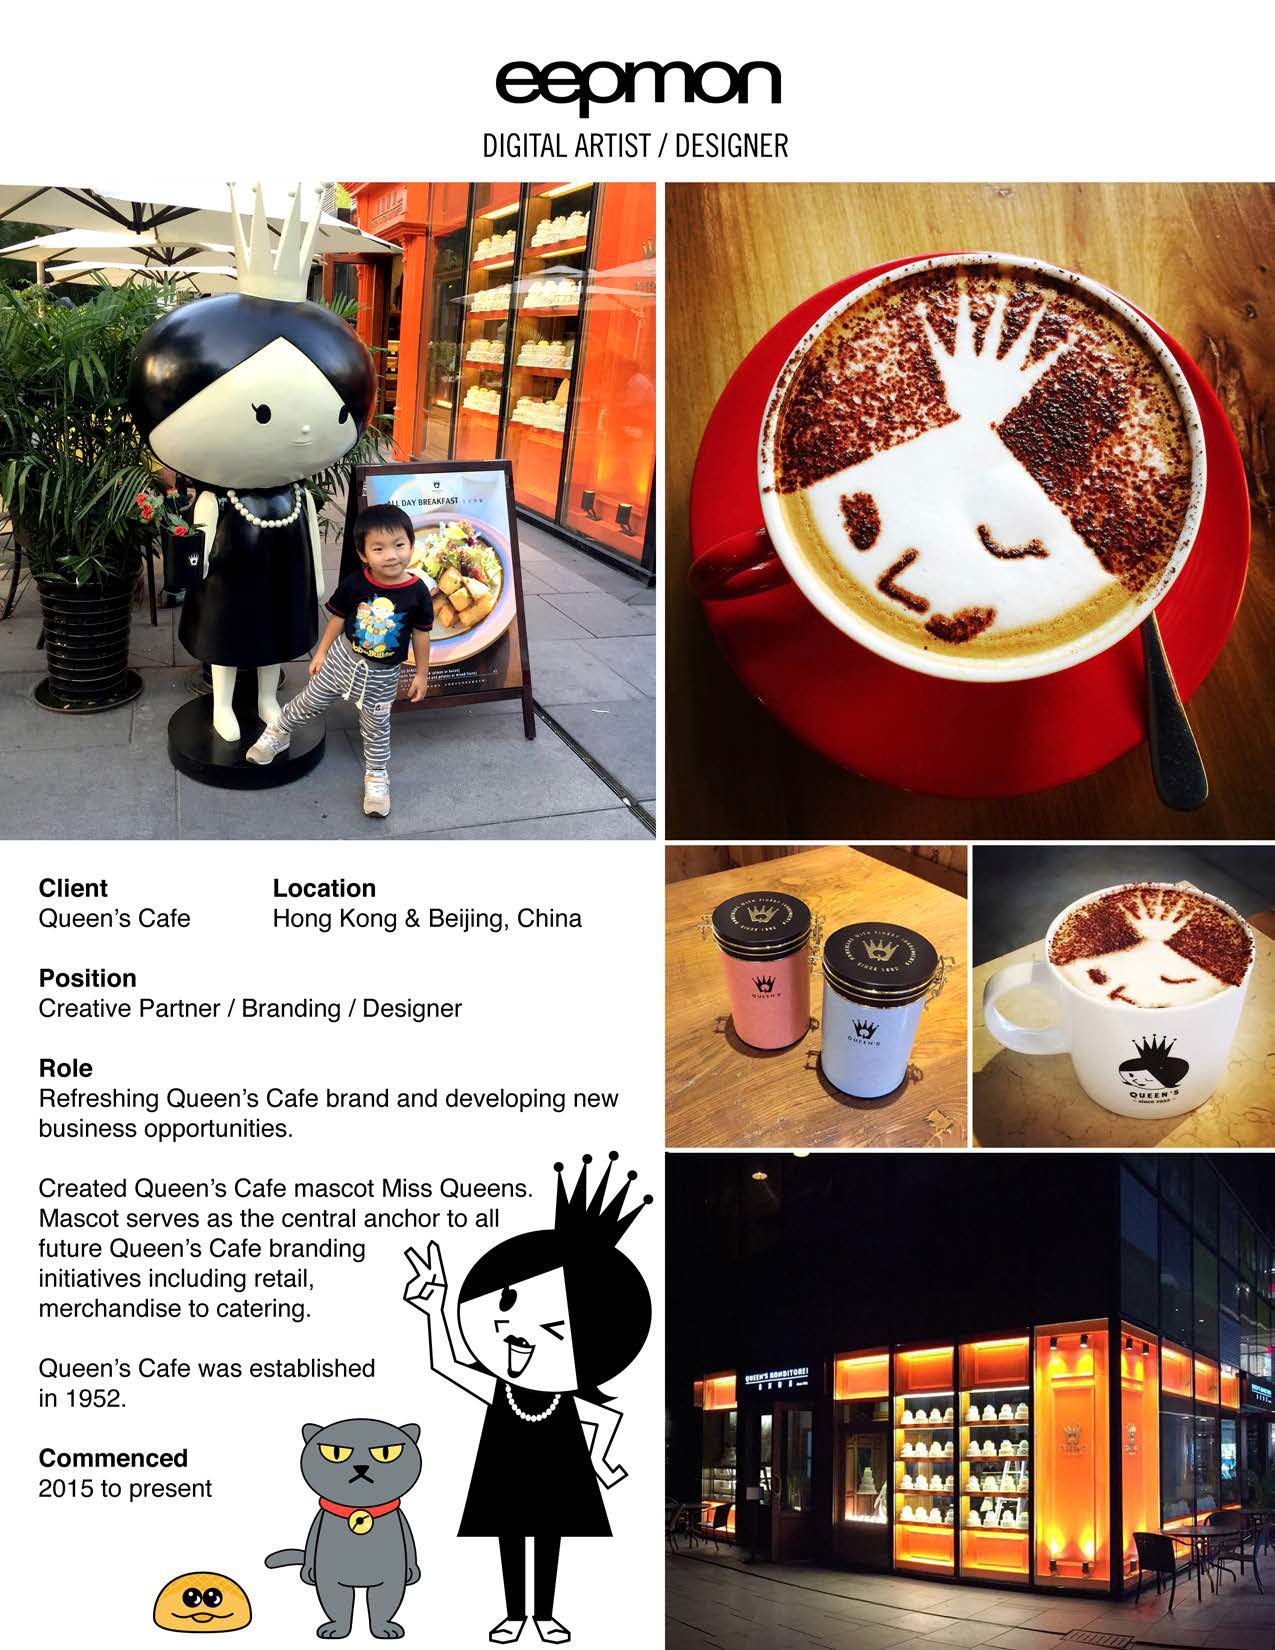 eepmon
DIGITAL ARTIST / DESIGNER
ALL DAY BREAKFAST
Client
Queen's Cafe
Location
Hong Kong & Beijing, China
Position
Creative Partner / Branding / Designer
Role
Refreshing Queen's Cafe brand and developing new
business opportunities.
Created Queen's Cafe mascot Miss Queens.
Mascot serves as the central anchor to all
future Queen's Cafe branding
initiatives including retail,
merchandise to catering.
Queen's Cafe was established
in 1952.
Commenced
2015 to present
QUEEN'S
QUEEN'S
QUEEN'S
since 1952
QUEEN'S KONDITOREI